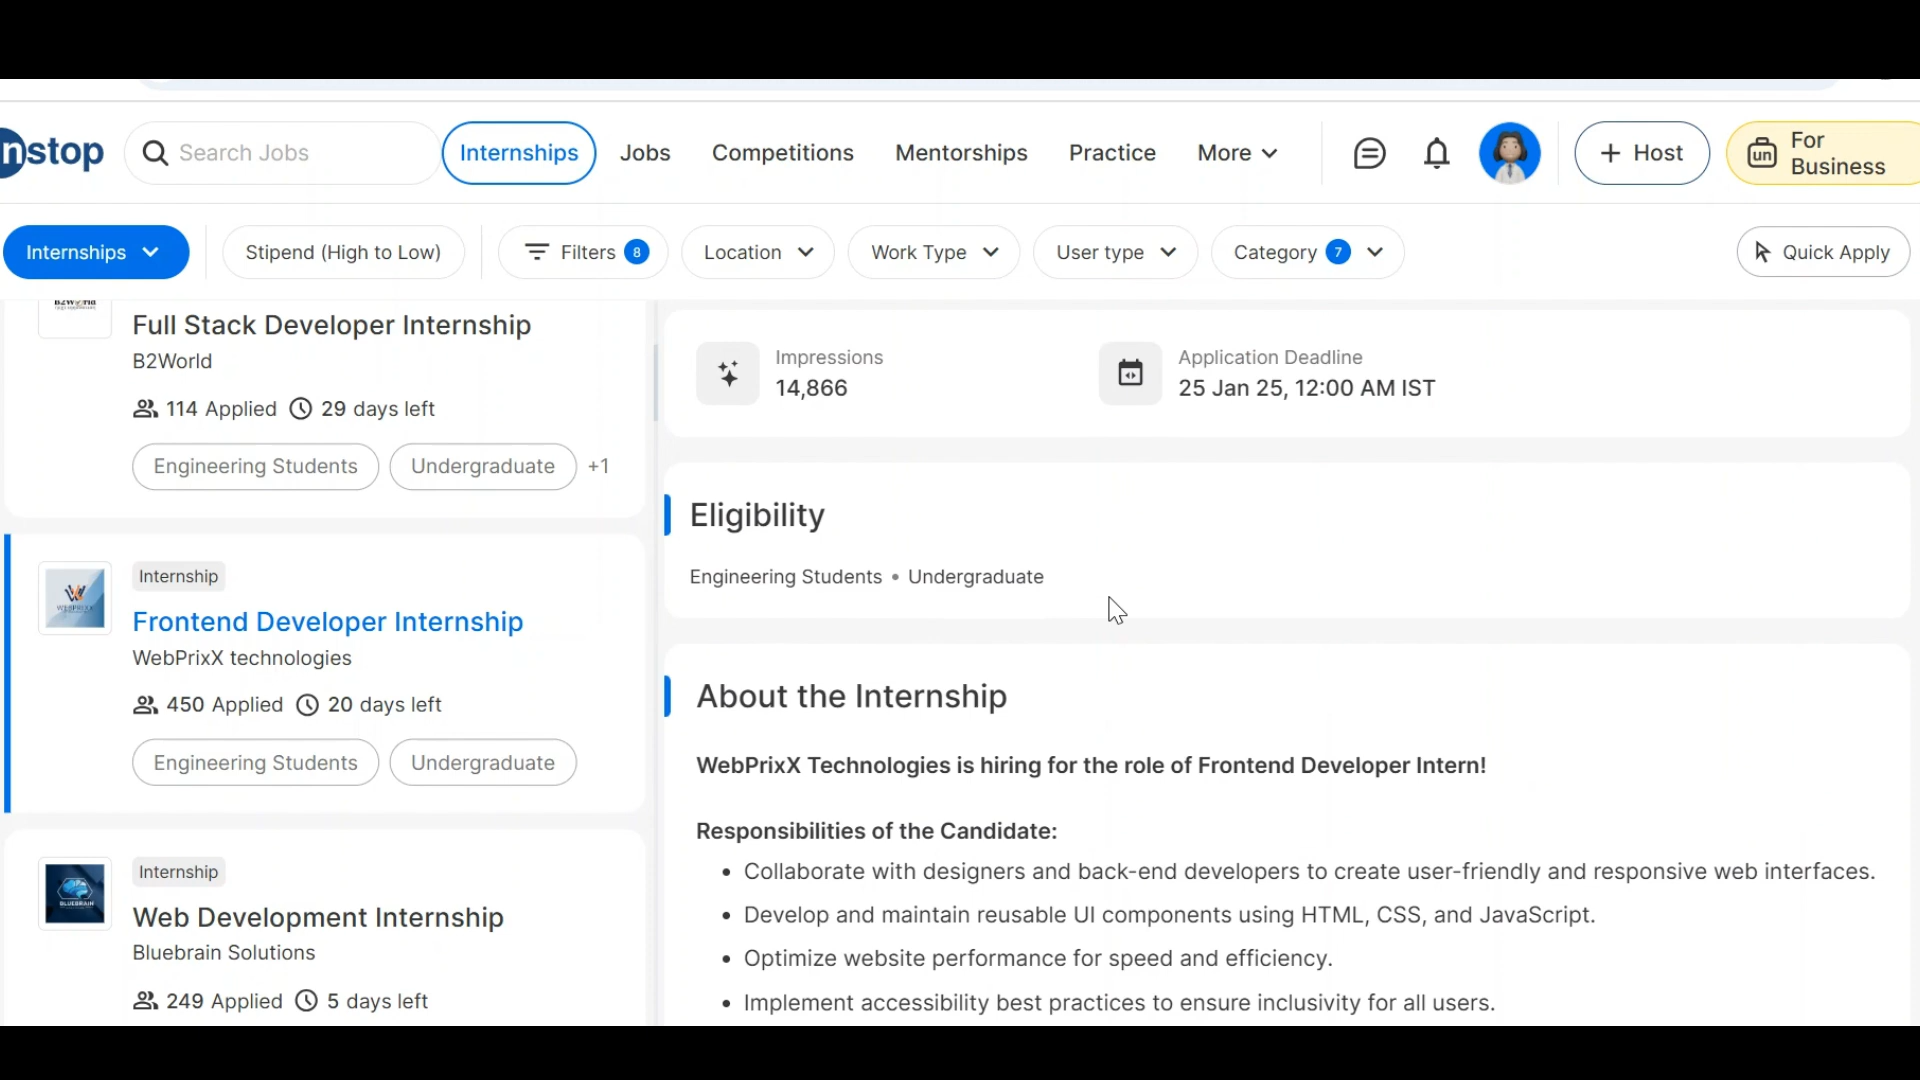 nstop
Search Jobs
Internships
Jobs
Competitions
Mentorships
Practice
More
+ Host
un
For
Business
Internships
Stipend (High to Low)
Filters 8
Location
Work Type
User type
Category 7
Quick Apply
Full Stack Developer Internship
B2World
114 Applied 29 days left
Engineering Students Undergraduate +1
Internship
Frontend Developer Internship
WebPrixX technologies
450 Applied 20 days left
Engineering Students Undergraduate
BLUEBRAIN
Internship
Web Development Internship
Bluebrain Solutions
249 Applied 5 days left
Impressions
14,866
Application Deadline
25 Jan 25, 12:00 AM IST
Eligibility
Engineering Students • Undergraduate
About the Internship
WebPrixX Technologies is hiring for the role of Frontend Developer Intern!
Responsibilities of the Candidate:
• Collaborate with designers and back-end developers to create user-friendly and responsive web interfaces.
• Develop and maintain reusable UI components using HTML, CSS, and JavaScript.
• Optimize website performance for speed and efficiency.
• Implement accessibility best practices to ensure inclusivity for all users.